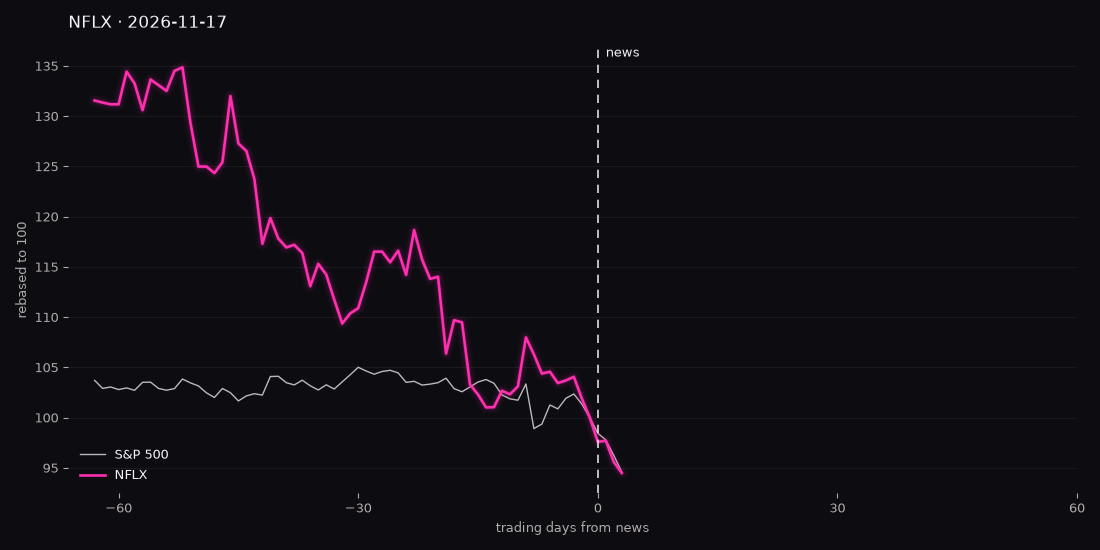 NFLX · 2026-11-17
news
135
130
125
120
115
110
105
100
95
rebased to 100
S&P 500
NFLX
−60
−30
0
30
60
trading days from news